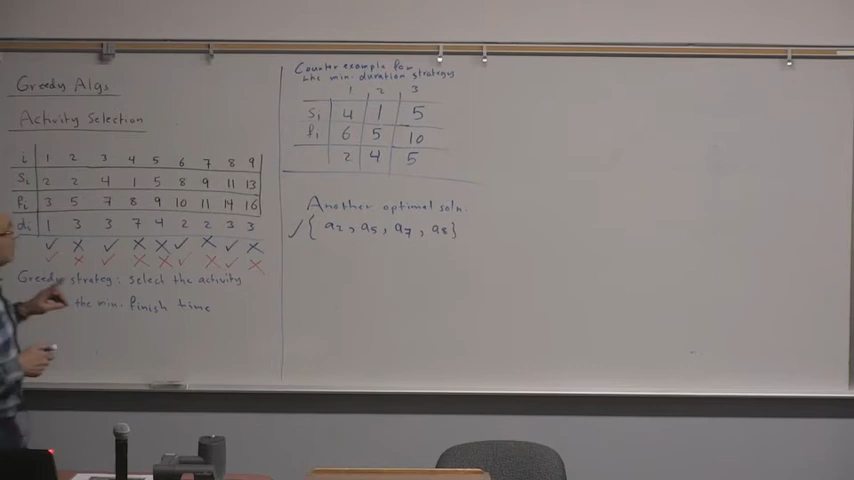 Greedy Algs
Activity Selection
i 1 2 3 4 5 6 7 8 9
Si 2 2 4 1 5 8 9 11 13
fi 3 5 7 8 9 10 11 14 16
di 1 3 3 7 4 2 2 3 3
✓ ✗ ✓ ✗ ✗ ✓ ✗ ✓ ✗
✓ ✗ ✓ ✗ ✗ ✓ ✗ ✓ ✗
Greedy strateg: select the activity
the min. finish time
Counter example for
the min. duration strategy
1 2 3
Si 4 1 5
fi 6 5 10
2 4 5
Another optimal soln.
✓ { a2, a5, a7, a8 }